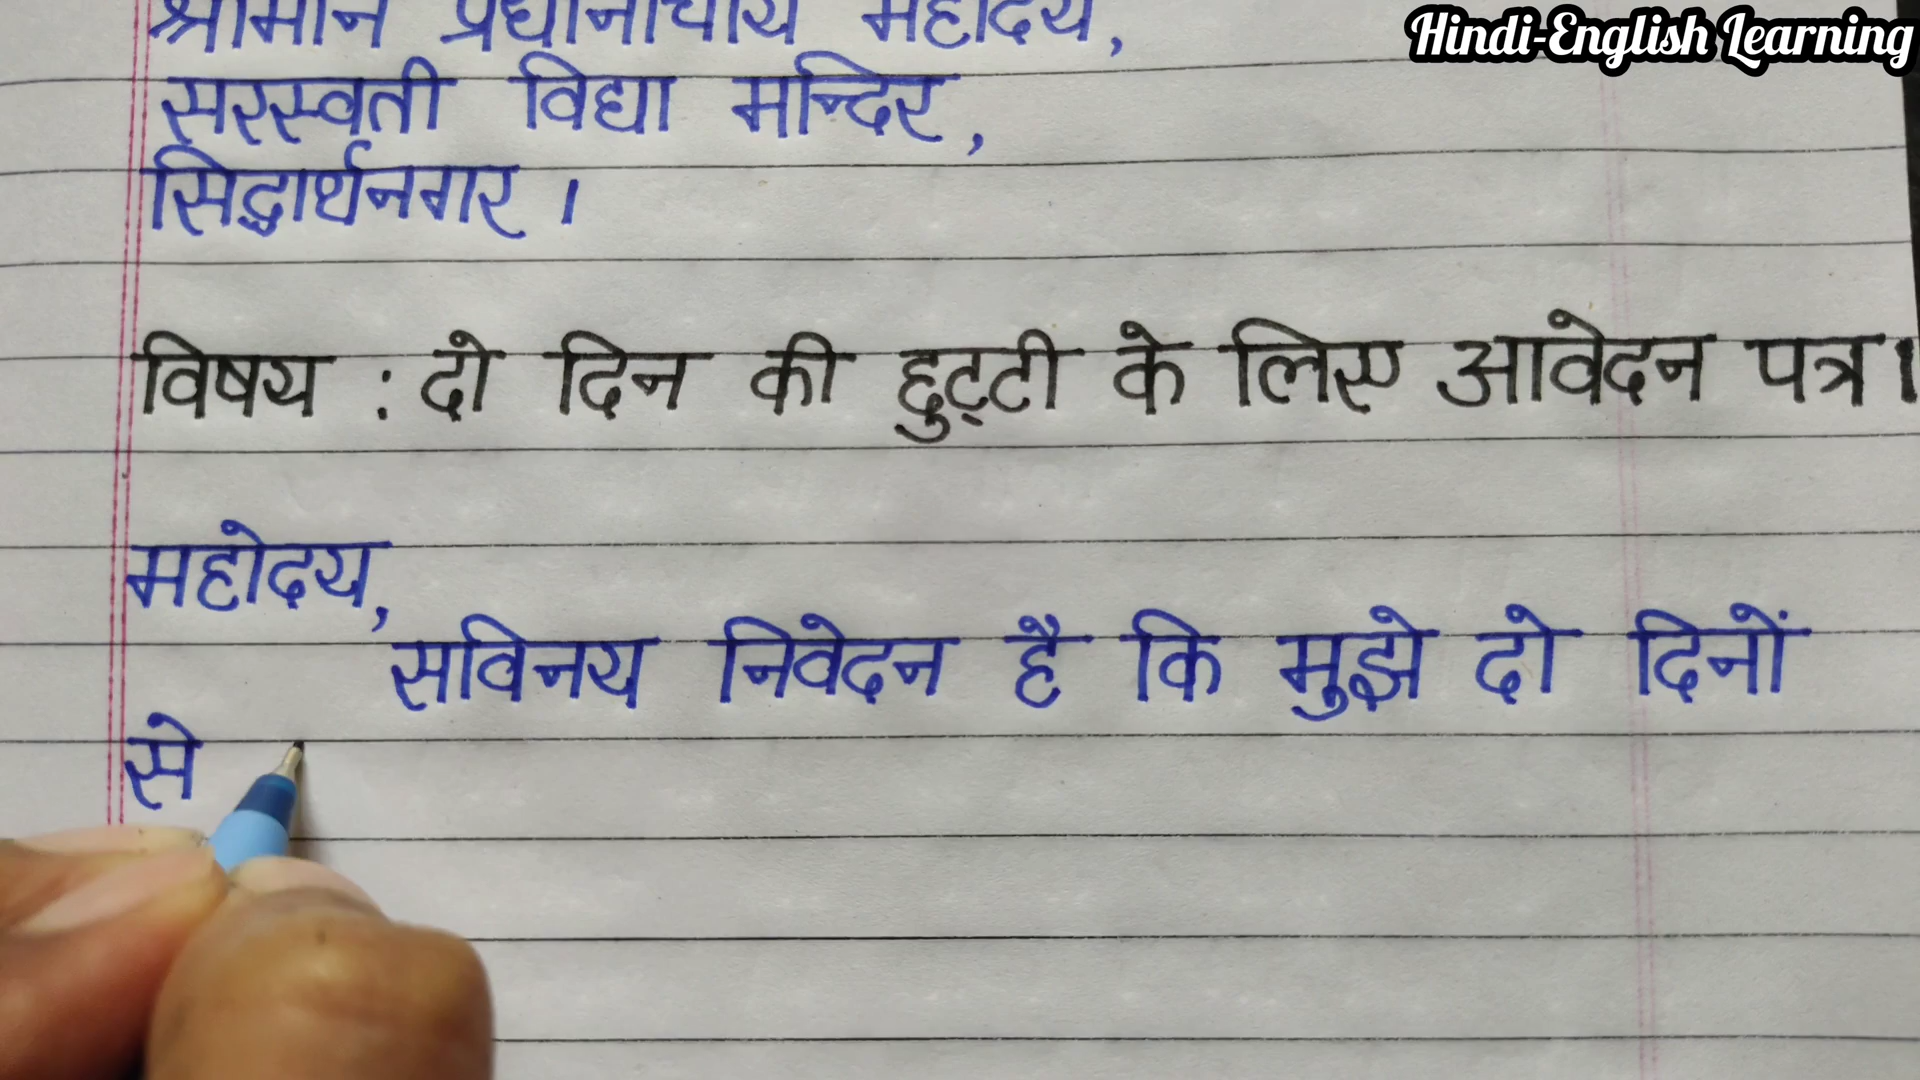 Hindi-English Learning
श्रीमान प्रधानाचार्य महोदय,
सरस्वती विद्या मन्दिर,
सिद्धार्थनगर।
विषय : दो दिन की छुट्टी के लिए आवेदन पत्र।
महोदय,
सविनय निवेदन है कि मुझे दो दिनों
से